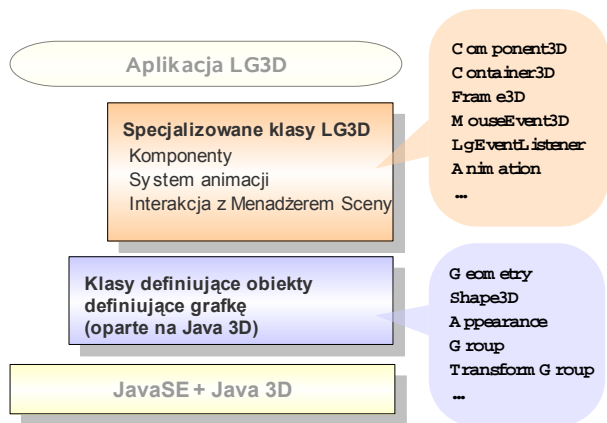 Aplikacja LG3D
Specjalizowane klasy LG3D
Komponenty
System animacji
Interakcja z Menadżerem Sceny
Klasy definiujące obiekty
definiujące grafkę
(oparte na Java 3D)
JavaSE + Java 3D
Component3D
Container3D
Frame3D
MouseEvent3D
LgEventListener
Animation
...
Geometry
Shape3D
Appearance
Group
TransformGroup
...